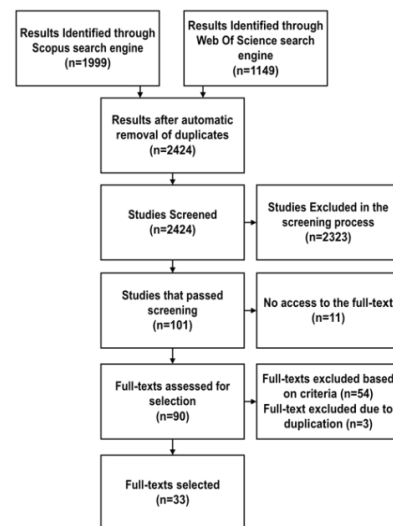 Results Identified through
Scopus search engine
(n=1999)
Results Identified through
Web Of Science search
engine
(n=1149)
Results after automatic
removal of duplicates
(n=2424)
Studies Screened
(n=2424)
Studies Excluded in the
screening process
(n=2323)
Studies that passed
screening
(n=101)
No access to the full-text
(n=11)
Full-texts assessed for
selection
(n=90)
Full-texts excluded based
on criteria (n=54)
Full-text excluded due to
duplication (n=3)
Full-texts selected
(n=33)